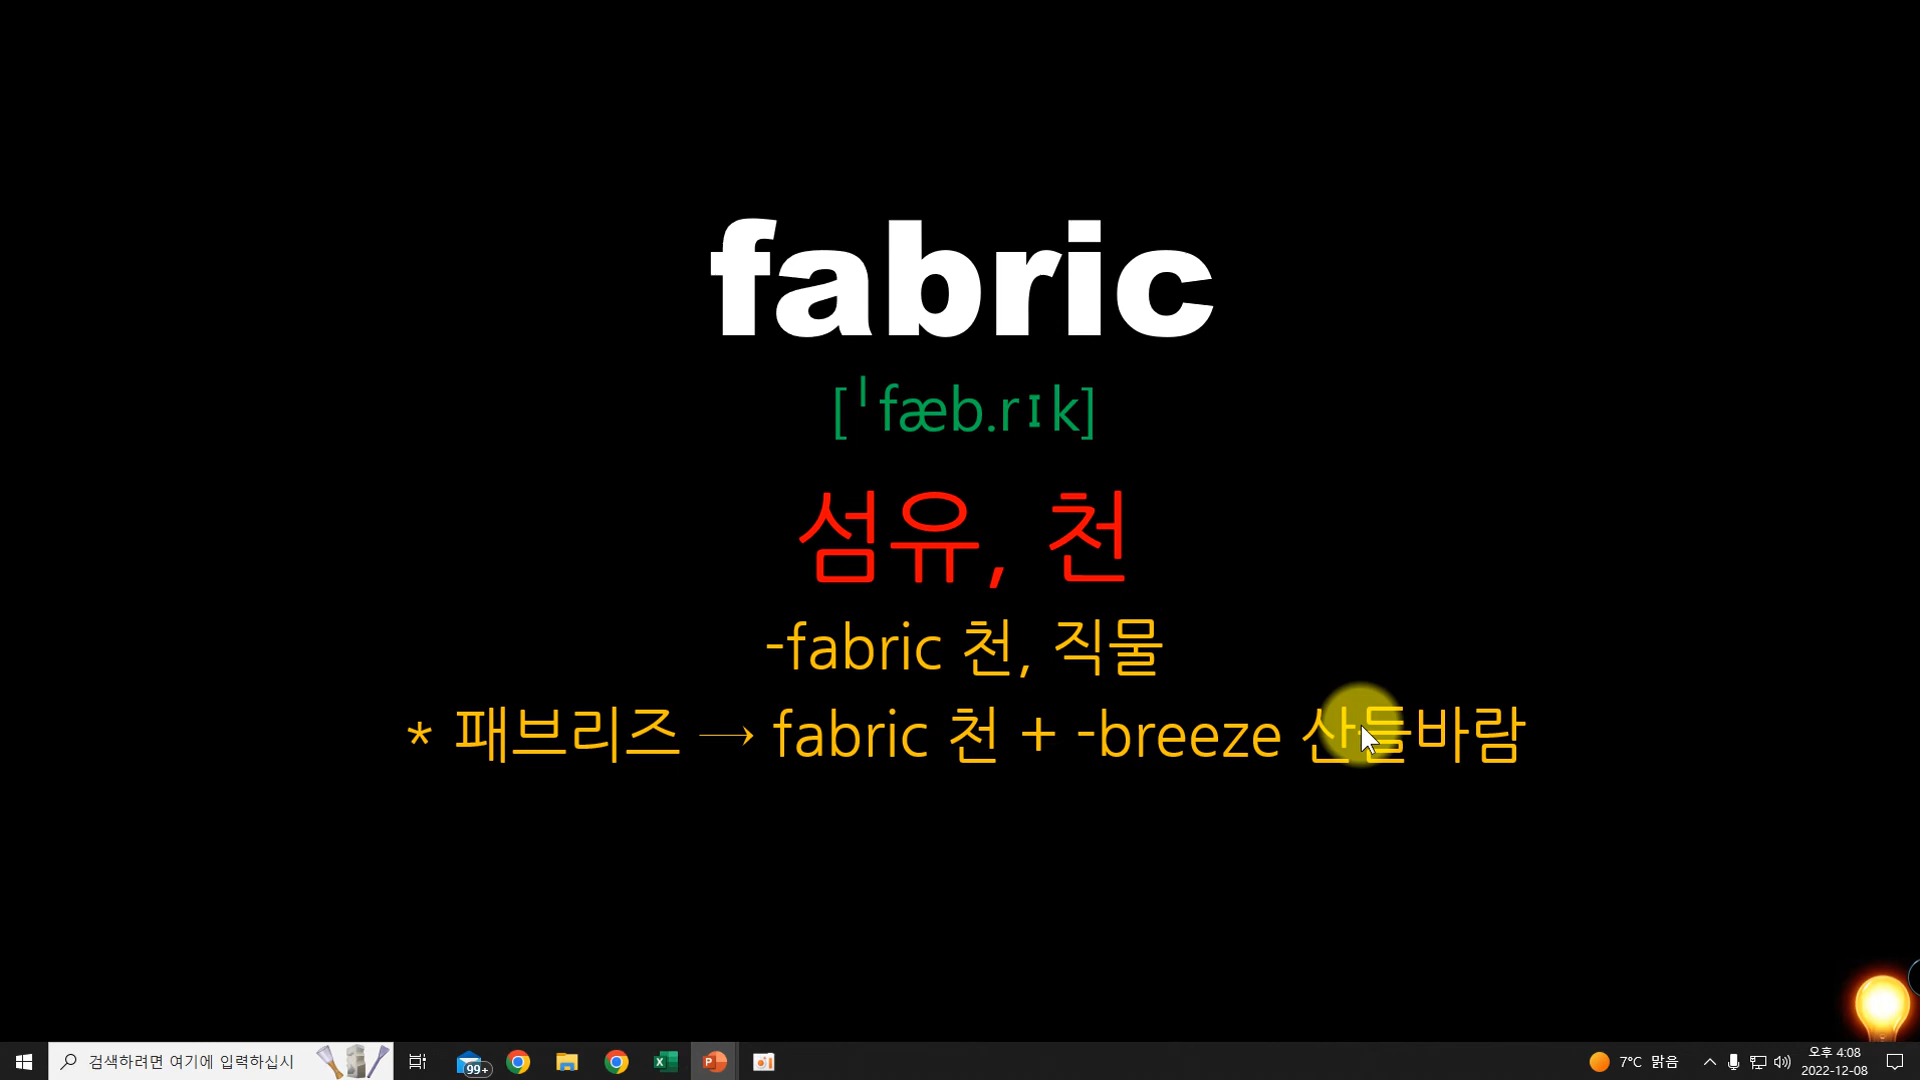 fabric
[ˈfæb.rɪk]
섬유, 천
-fabric 천, 직물
* 패브리즈 → fabric 천 + -breeze 산들바람
검색하려면 여기에 입력하십시
99+
7°C 맑음
오후 4:08
2022-12-08